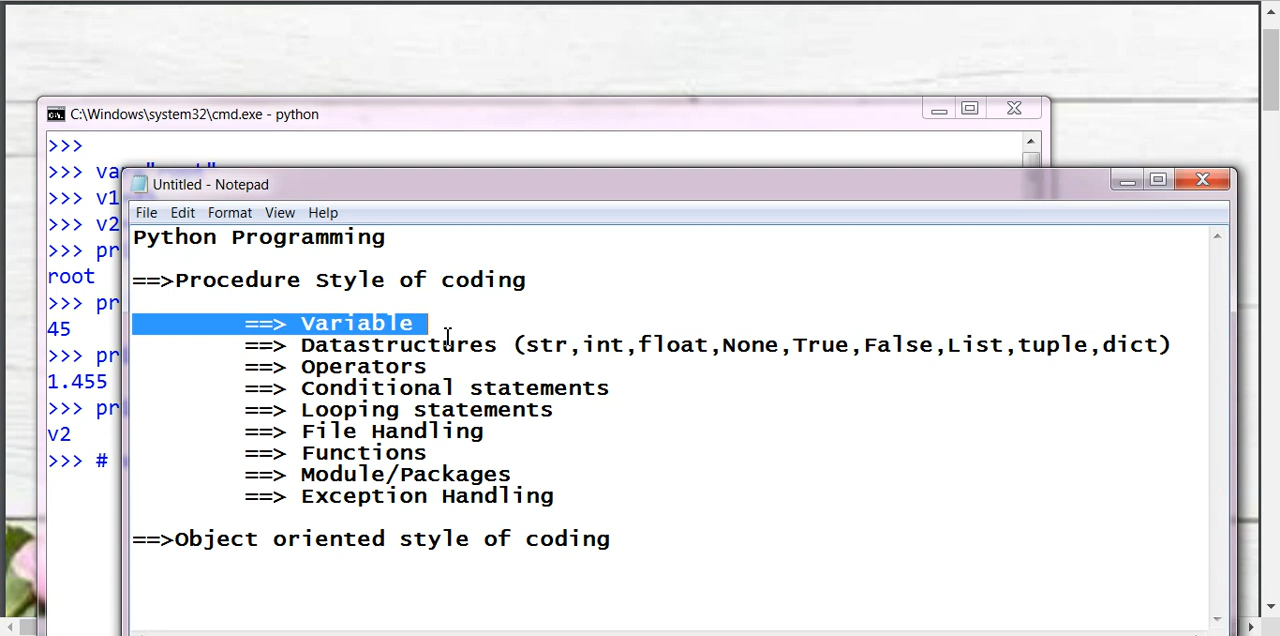 C:\Windows\system32\cmd.exe - python
>>>
>>> va
>>> v1
>>> v2
>>> pr
root
>>> pr
45
>>> pr
1.455
>>> pr
v2
>>> #
Untitled - Notepad
File Edit Format View Help
Python Programming
==>Procedure Style of coding
==> Variable
==> Datastructures (str,int,float,None,True,False,List,tuple,dict)
==> Operators
==> Conditional statements
==> Looping statements
==> File Handling
==> Functions
==> Module/Packages
==> Exception Handling
==>Object oriented style of coding